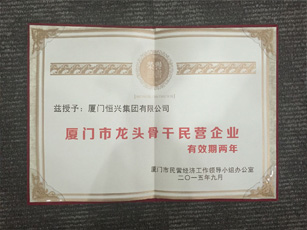 兹授予：厦门恒兴集团有限公司
厦门市龙头骨干民营企业
有效期两年
厦门市民营经济工作领导小组办公室
二〇一五年九月